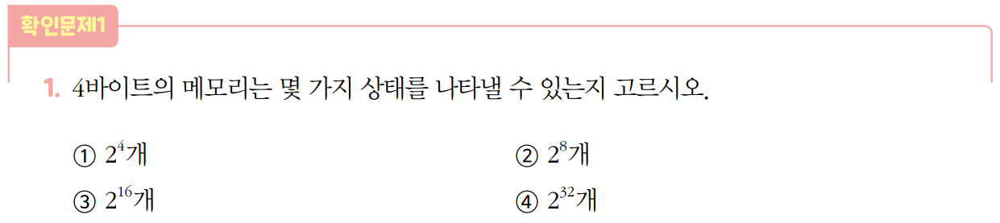 확인문제1
1. 4바이트의 메모리는 몇 가지 상태를 나타낼 수 있는지 고르시오.
① 2⁴개 ② 2⁸개
③ 2¹⁶개 ④ 2³²개